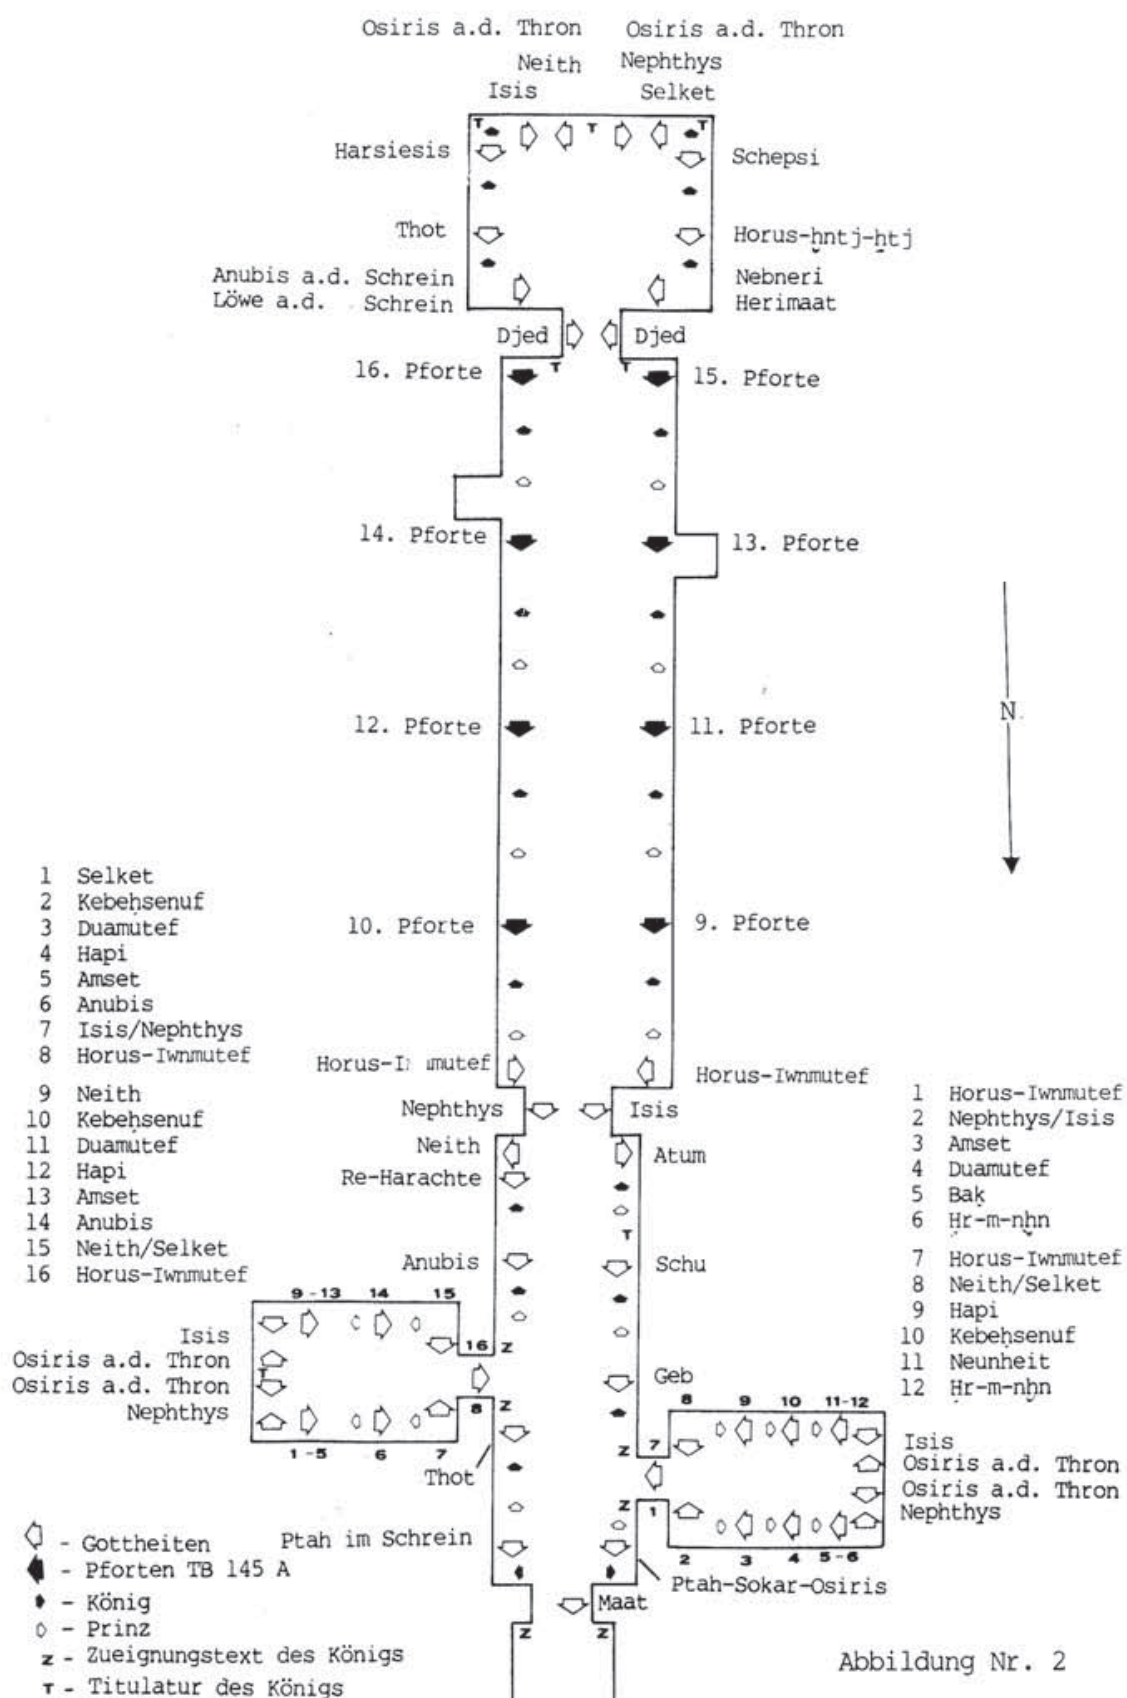 Osiris a.d. Thron Osiris a.d. Thron
Neith Nephthys
Isis Selket
T T T
Harsiesis Schepsi
Thot Horus-ḫntj-ẖtj
Anubis a.d. Schrein Nebneri
Löwe a.d. Schrein Herimaat
Djed Djed
T T
16. Pforte 15. Pforte
14. Pforte 13. Pforte
N
12. Pforte 11. Pforte
10. Pforte 9. Pforte
1 Selket
2 Kebeḥsenuf
3 Duamutef
4 Hapi
5 Amset
6 Anubis
7 Isis/Nephthys
8 Horus-Iwnmutef
9 Neith
10 Kebeḥsenuf
11 Duamutef
12 Hapi
13 Amset
14 Anubis
15 Neith/Selket
16 Horus-Iwnmutef
Horus-I mutef Horus-Iwnmutef
Nephthys Isis
Neith Atum
Re-Harachte
T
Anubis Schu
1 Horus-Iwnmutef
2 Nephthys/Isis
3 Amset
4 Duamutef
5 Baḳ
6 Ḥr-m-nḫn
7 Horus-Iwnmutef
8 Neith/Selket
9 Hapi
10 Kebeḥsenuf
11 Neunheit
12 Ḥr-m-nḫn
9-13 14 15
Isis 16 Z
Osiris a.d. Thron
T
Osiris a.d. Thron
Nephthys 8 Z
1-5 6 7
Thot
Geb
8 9 10 11-12
Z 7 Isis
Osiris a.d. Thron
Osiris a.d. Thron
Z 1 Nephthys
2 3 4 5-6
Ptah im Schrein
Ptah-Sokar-Osiris
Maat
Z Z
- Gottheiten
- Pforten TB 145 A
- König
- Prinz
Z - Zueignungstext des Königs
T - Titulatur des Königs
Abbildung Nr. 2